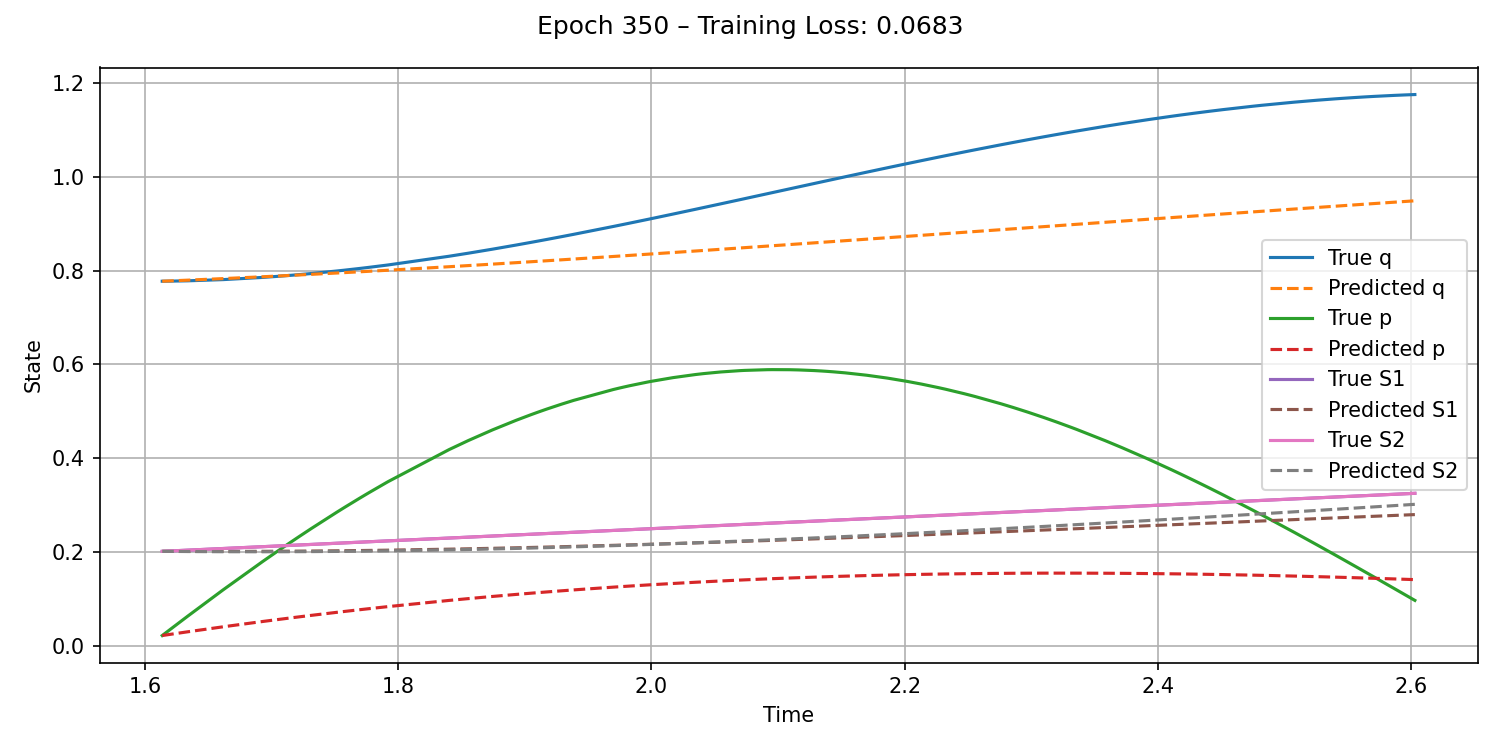 Epoch 350 – Training Loss: 0.0683
1.2
1.0
0.8
0.6
0.4
0.2
0.0
State
True q
Predicted q
True p
Predicted p
True S1
Predicted S1
True S2
Predicted S2
1.6 1.8 2.0 2.2 2.4 2.6
Time